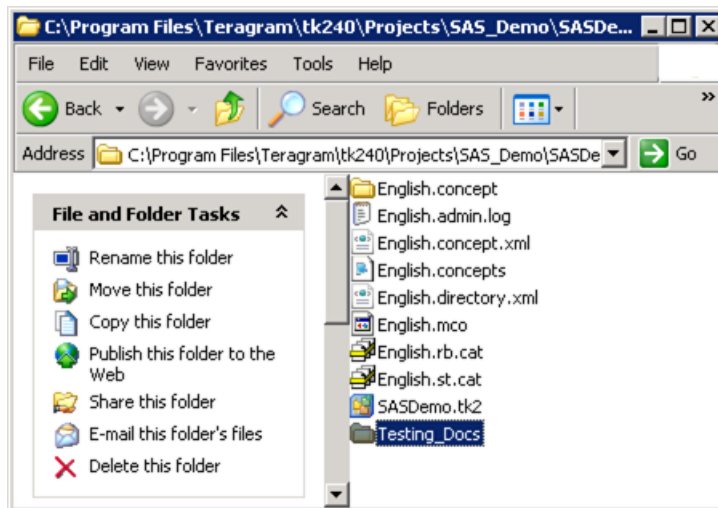 C:\Program Files\Teragram\tk240\Projects\SAS_Demo\SASDe...
File Edit View Favorites Tools Help
Back Search Folders »
Address C:\Program Files\Teragram\tk240\Projects\SAS_Demo\SASDe Go
File and Folder Tasks
Rename this folder
Move this folder
Copy this folder
Publish this folder to the
Web
Share this folder
E-mail this folder's files
Delete this folder
English.concept
English.admin.log
English.concept.xml
English.concepts
English.directory.xml
English.mco
English.rb.cat
English.st.cat
SASDemo.tk2
Testing_Docs